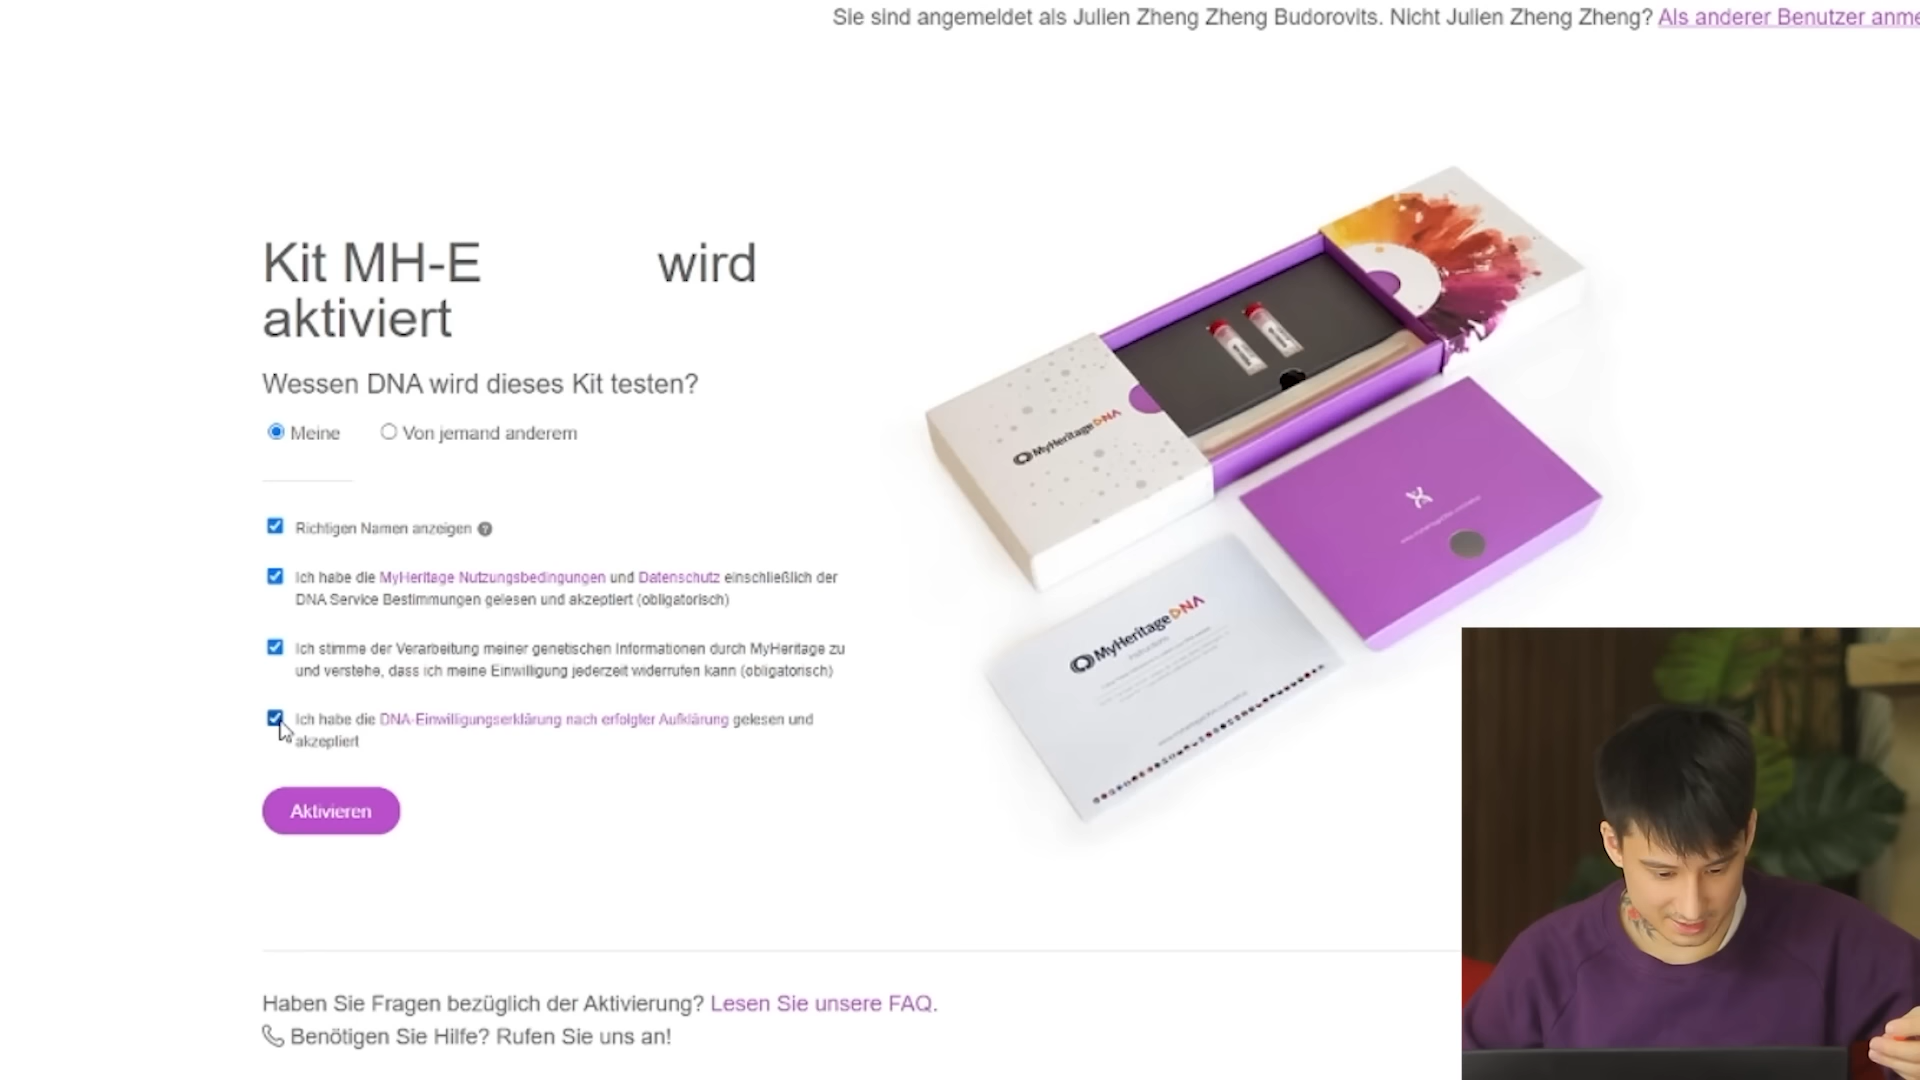 Sie sind angemeldet als Julien Zheng Zheng Budorovits. Nicht Julien Zheng Zheng? Als anderer Benutzer anme
Kit MH-E wird
aktiviert
Wessen DNA wird dieses Kit testen?
Meine Von jemand anderem
Richtigen Namen anzeigen ?
Ich habe die MyHeritage Nutzungsbedingungen und Datenschutz einschließlich der
DNA Service Bestimmungen gelesen und akzeptiert (obligatorisch)
Ich stimme der Verarbeitung meiner genetischen Informationen durch MyHeritage zu
und verstehe, dass ich meine Einwilligung jederzeit widerrufen kann (obligatorisch)
Ich habe die DNA-Einwilligungserklärung nach erfolgter Aufklärung gelesen und
akzeptiert
Aktivieren
MyHeritage DNA
MyHeritage DNA
Haben Sie Fragen bezüglich der Aktivierung? Lesen Sie unsere FAQ.
Benötigen Sie Hilfe? Rufen Sie uns an!